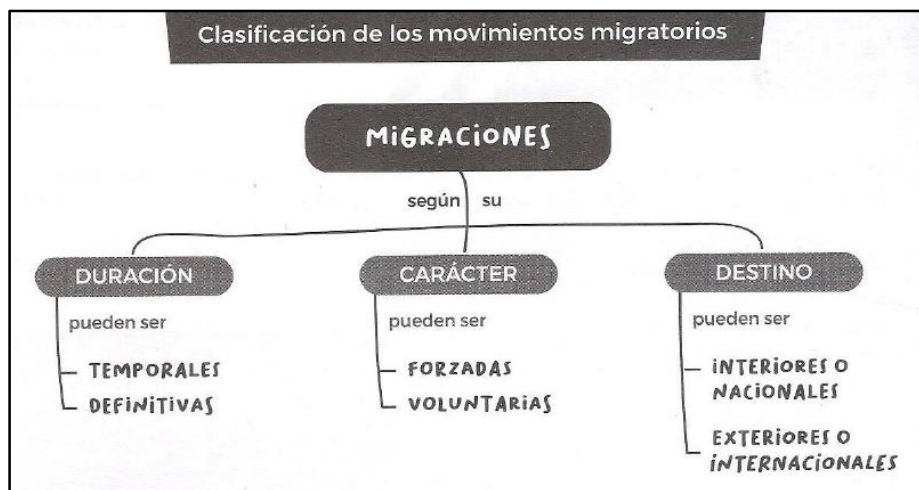 Clasificación de los movimientos migratorios
MIGRACIONES
según su
DURACIÓN
pueden ser
TEMPORALES
DEFINITIVAS
CARÁCTER
pueden ser
FORZADAS
VOLUNTARIAS
DESTINO
pueden ser
INTERIORES O
NACIONALES
EXTERIORES O
INTERNACIONALES